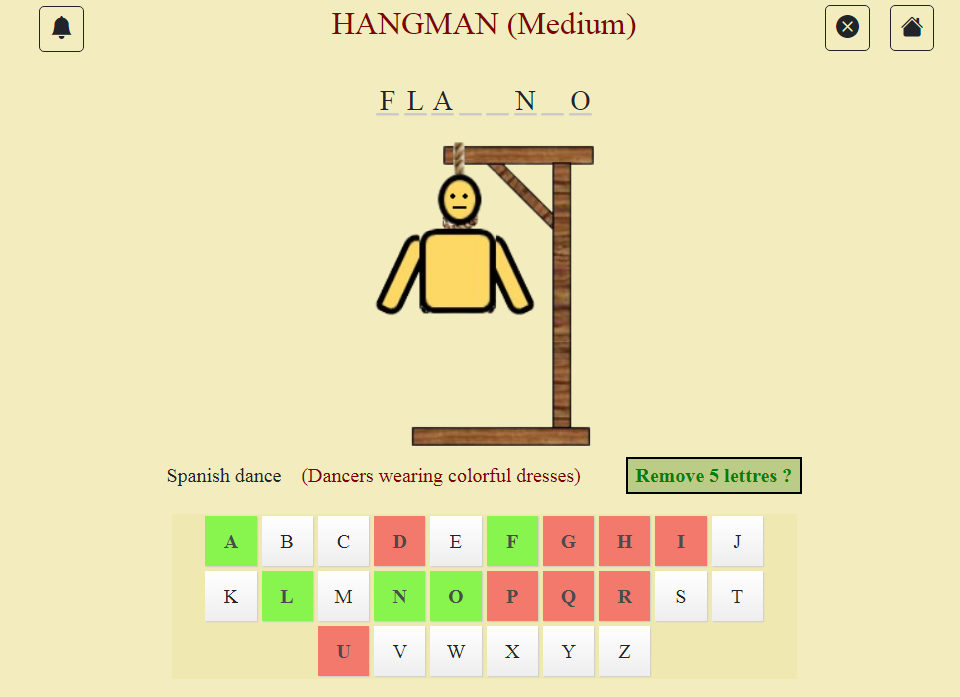 HANGMAN (Medium)
F L A _ _ N _ O
Spanish dance (Dancers wearing colorful dresses) Remove 5 lettres ?
A B C D E F G H I J
K L M N O P Q R S T
U V W X Y Z